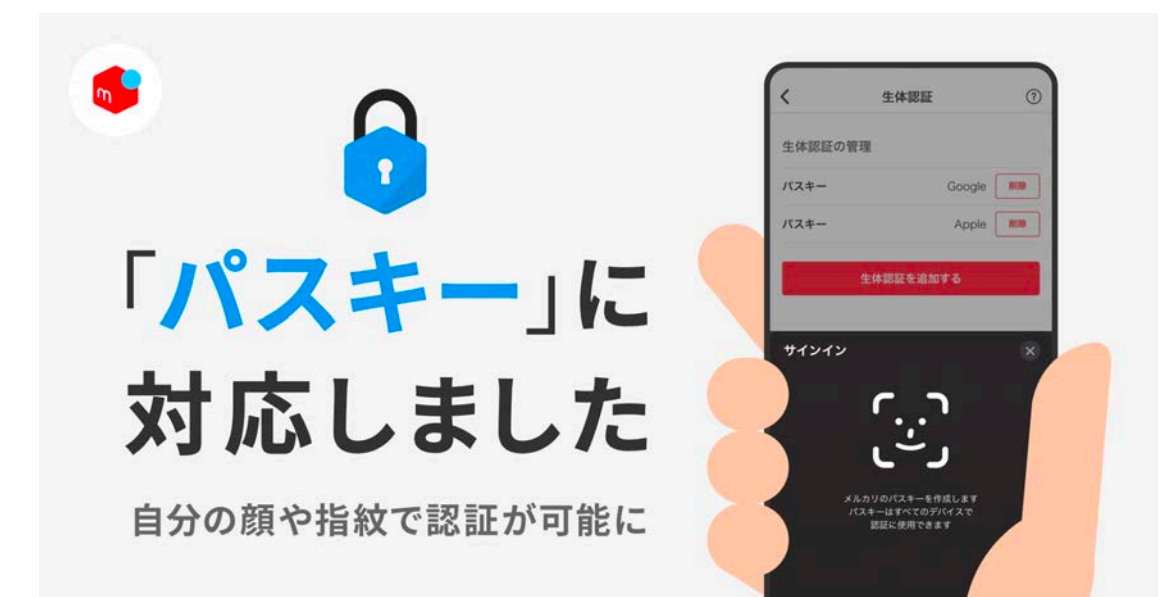 m
「パスキー」に
対応しました
自分の顔や指紋で認証が可能に
生体認証
?
生体認証の管理
パスキー Google 削除
パスキー Apple 削除
生体認証を追加する
サインイン
メルカリのパスキーを作成します
パスキーはすべてのデバイスで
認証に使用できます